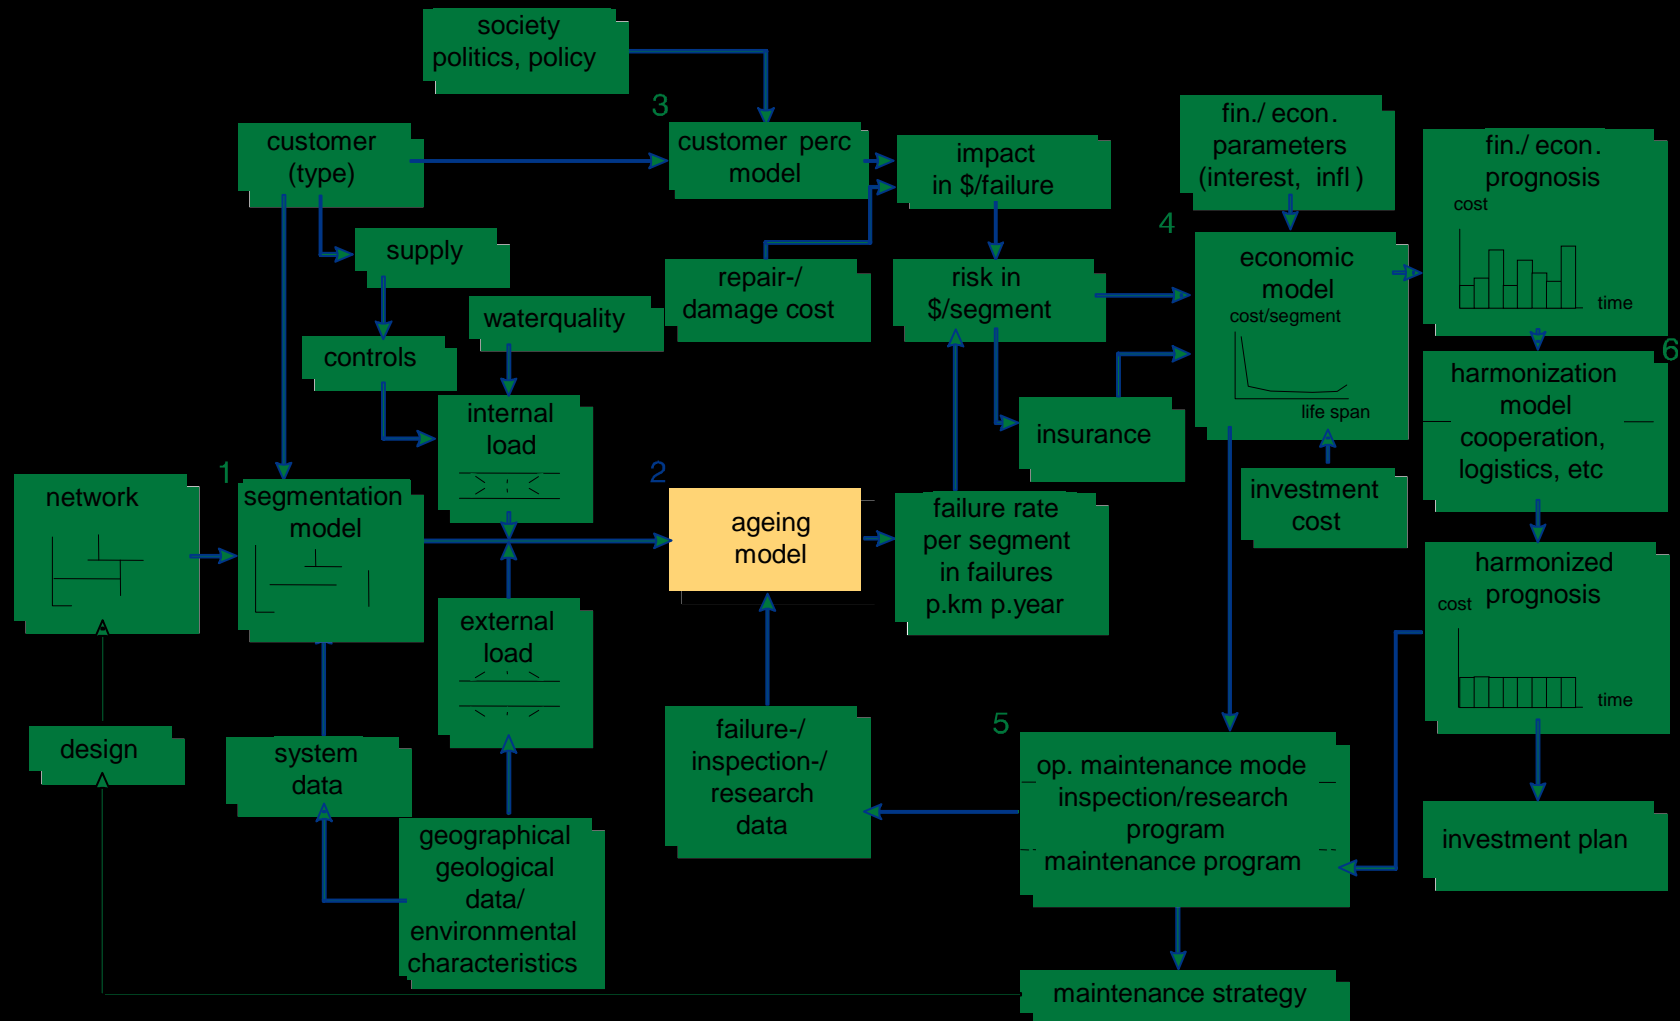 society
politics, policy
3
customer
(type)
customer perc
model
impact
in $/failure
fin./ econ.
parameters
(interest, infl )
fin./ econ.
prognosis
cost
time
4
supply
waterquality
controls
repair-/
damage cost
risk in
$/segment
economic
model
cost/segment
life span
6
harmonization
model
cooperation,
logistics, etc
internal
load
insurance
investment
cost
network
1
segmentation
model
2
ageing
model
failure rate
per segment
in failures
p.km p.year
harmonized
prognosis
cost
time
external
load
design
system
data
failure-/
inspection-/
research
data
5
op. maintenance mode
inspection/research
program
maintenance program
investment plan
geographical
geological
data/
environmental
characteristics
maintenance strategy